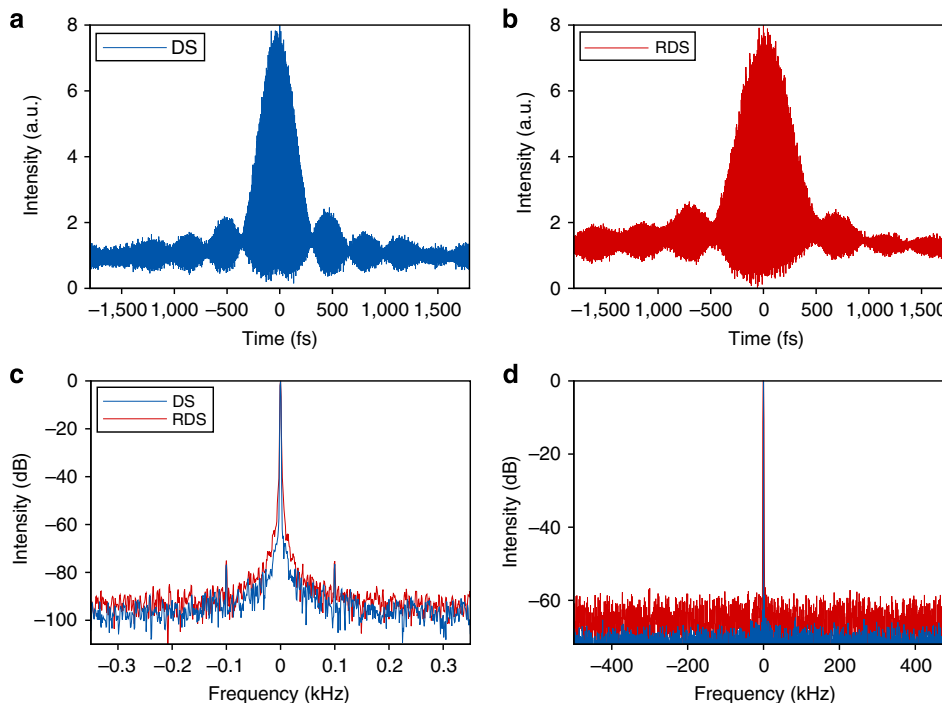 a
DS
Intensity (a.u.)
8
6
4
2
0
–1,500 1,000 –500 0 500 1,000 1,500
Time (fs)
b
RDS
Intensity (a.u.)
8
6
4
2
0
–1,500 1,000 –500 0 500 1,000 1,500
Time (fs)
c
DS
RDS
Intensity (dB)
0
–20
–40
–60
–80
–100
–0.3 –0.2 –0.1 0 0.1 0.2 0.3
Frequency (kHz)
d
Intensity (dB)
0
–20
–40
–60
–400 –200 0 200 400
Frequency (kHz)